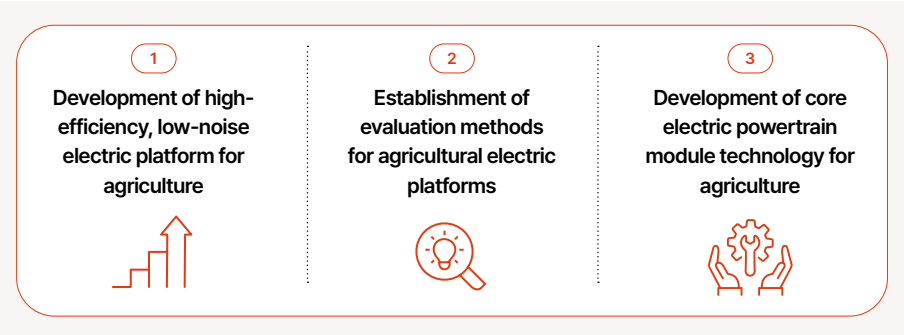 1
Development of high-
efficiency, low-noise
electric platform for
agriculture
2
Establishment of
evaluation methods
for agricultural electric
platforms
3
Development of core
electric powertrain
module technology for
agriculture